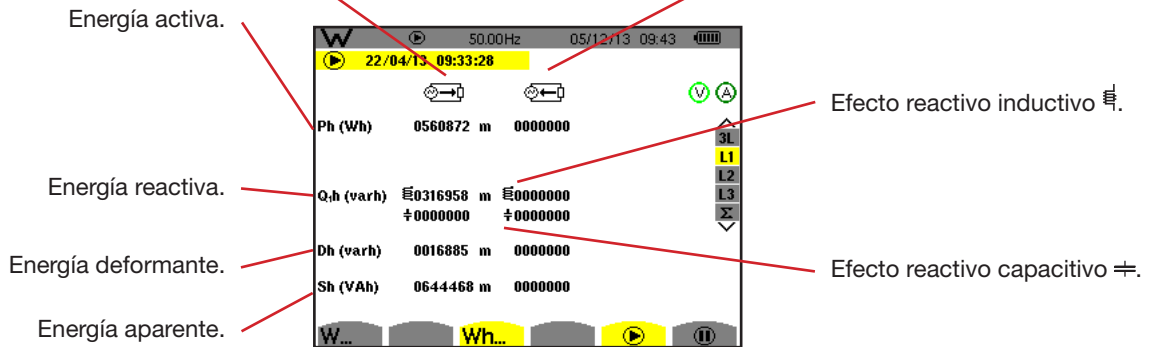 Energía activa.
W 50.00Hz 05/12/13 09:43
22/04/13 09:33:28
V A
Efecto reactivo inductivo
Ph (Wh) 0560872 m 0000000
3L
L1
L2
L3
Σ
Energía reactiva.
Q₁h (varh) 0316958 m 0000000
0000000 0000000
Energía deformante.
Dh (varh) 0016885 m 0000000
Efecto reactivo capacitivo
Sh (VAh) 0644468 m 0000000
Energía aparente.
W... Wh...